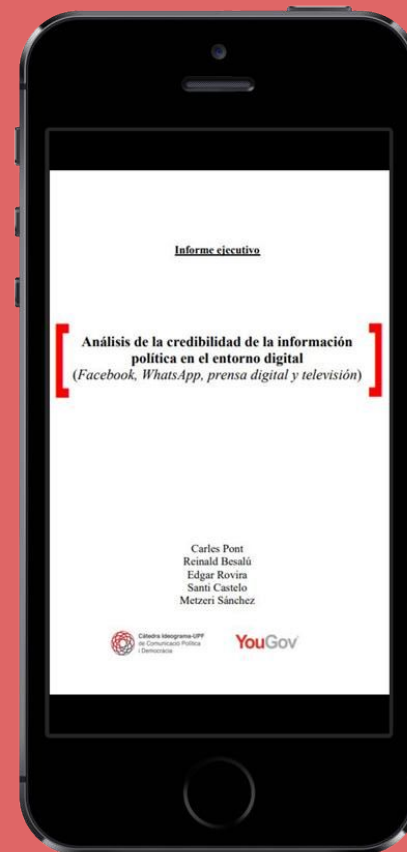 Informe ejecutivo
Análisis de la credibilidad de la información
política en el entorno digital
(Facebook, WhatsApp, prensa digital y televisión)
Carles Pont
Reinald Besalú
Edgar Rovira
Santi Castelo
Metzeri Sánchez
Càtedra Ideograma-UPF
de Comunicació Política
i Democràcia
YouGov